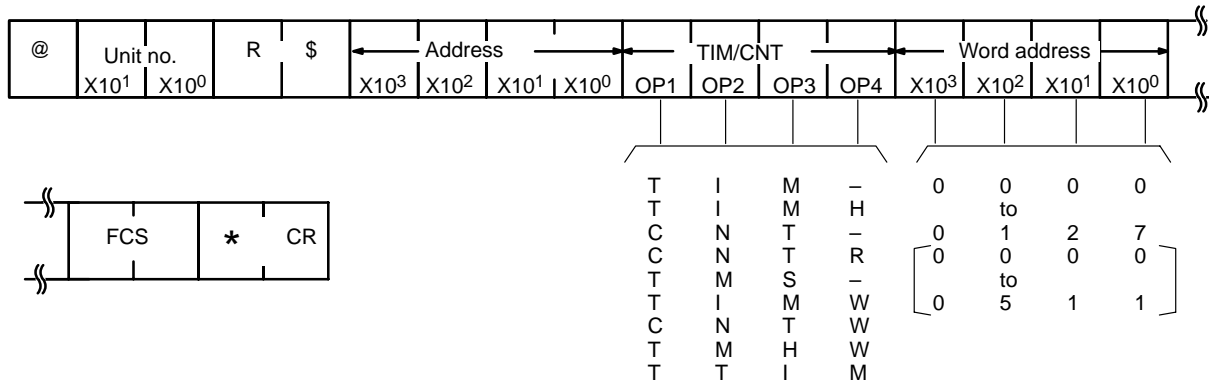 @ Unit no. R $ Address TIM/CNT Word address
X10¹ X10⁰ X10³ X10² X10¹ X10⁰ OP1 OP2 OP3 OP4 X10³ X10² X10¹ X10⁰
T I M – 0 0 0 0
T I M H to
C N T – 0 1 2 7
C N T R 0 0 0 0
T M S – to
T I M W 0 5 1 1
C N T W
T M H W
T T I M
FCS * CR